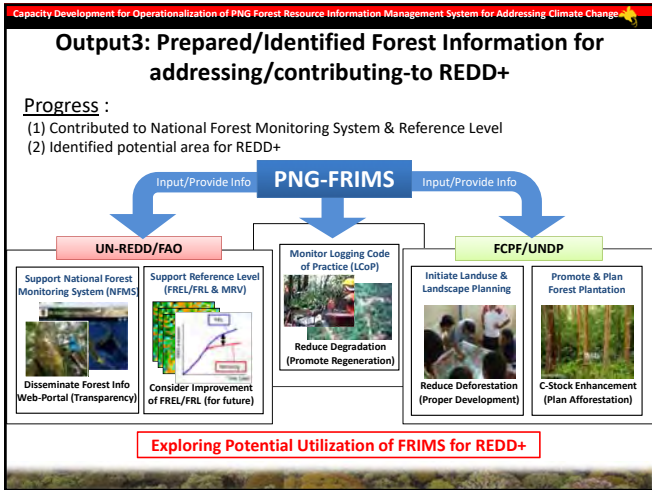 Capacity Development for Operationalization of PNG Forest Resource Information Management System for Addressing Climate Change
Output3: Prepared/Identified Forest Information for
addressing/contributing-to REDD+
Progress :
(1) Contributed to National Forest Monitoring System & Reference Level
(2) Identified potential area for REDD+
Input/Provide Info
PNG-FRIMS
Input/Provide Info
UN-REDD/FAO
Support National Forest
Monitoring System (NFMS)
Disseminate Forest Info
Web-Portal (Transparency)
Support Reference Level
(FREL/FRL & MRV)
Consider Improvement
of FREL/FRL (for future)
Monitor Logging Code
of Practice (LCoP)
Reduce Degradation
(Promote Regeneration)
FCPF/UNDP
Initiate Landuse &
Landscape Planning
Reduce Deforestation
(Proper Development)
Promote & Plan
Forest Plantation
C-Stock Enhancement
(Plan Afforestation)
Exploring Potential Utilization of FRIMS for REDD+